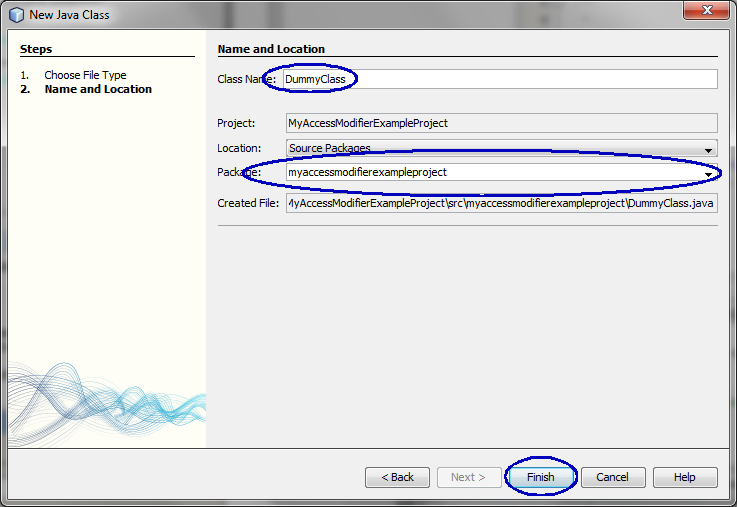 New Java Class
Steps
1. Choose File Type
2. Name and Location
Name and Location
Class Name: DummyClass
Project: MyAccessModifierExampleProject
Location: Source Packages
Package: myaccessmodifierexampleproject
Created File: MyAccessModifierExampleProject\src\myaccessmodifierexampleproject\DummyClass.java
< Back Next > Finish Cancel Help